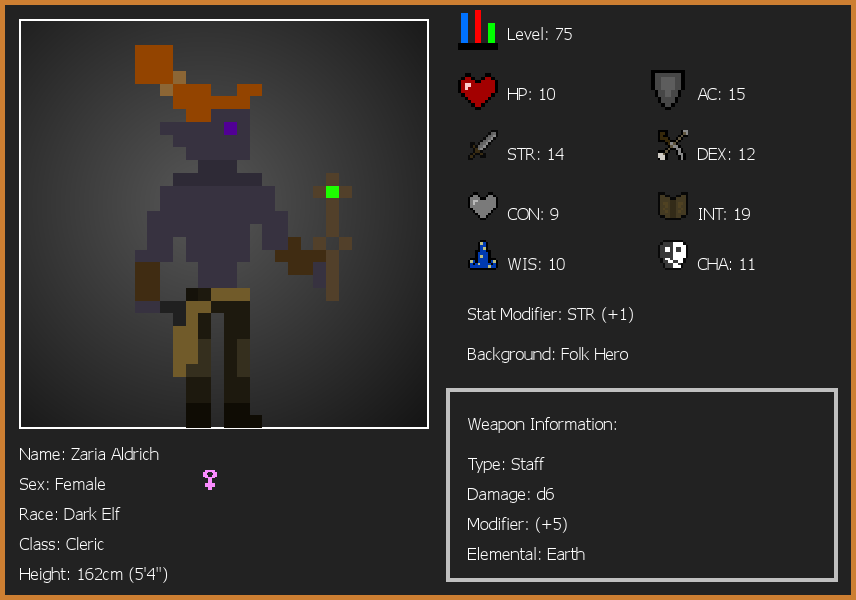 Level: 75
HP: 10
AC: 15
STR: 14
DEX: 12
CON: 9
INT: 19
WIS: 10
CHA: 11
Stat Modifier: STR (+1)
Background: Folk Hero
Weapon Information:
Type: Staff
Damage: d6
Modifier: (+5)
Elemental: Earth
Name: Zaria Aldrich
Sex: Female
Race: Dark Elf
Class: Cleric
Height: 162cm (5'4")